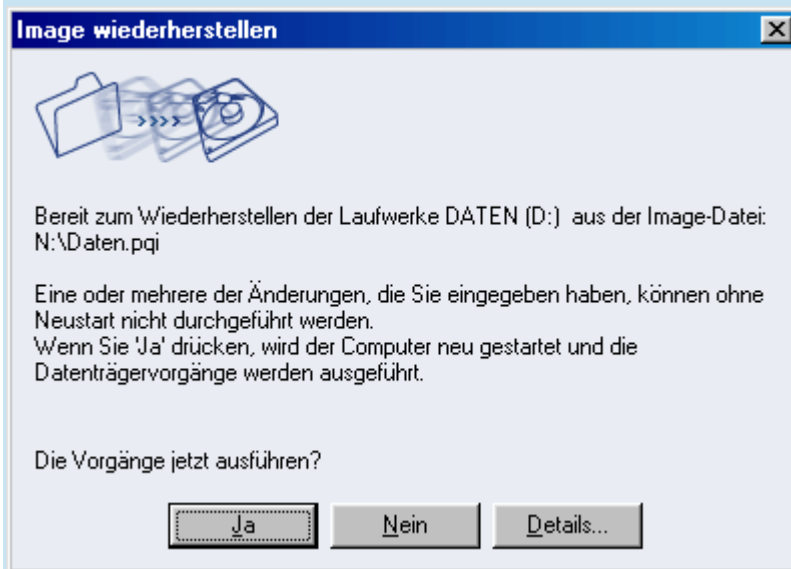 Image wiederherstellen
Bereit zum Wiederherstellen der Laufwerke DATEN (D:)  aus der Image-Datei:
N:\Daten.pqi
Eine oder mehrere der Änderungen, die Sie eingegeben haben, können ohne
Neustart nicht durchgeführt werden.
Wenn Sie 'Ja' drücken, wird der Computer neu gestartet und die
Datenträgervorgänge werden ausgeführt.
Die Vorgänge jetzt ausführen?
Ja Nein Details...